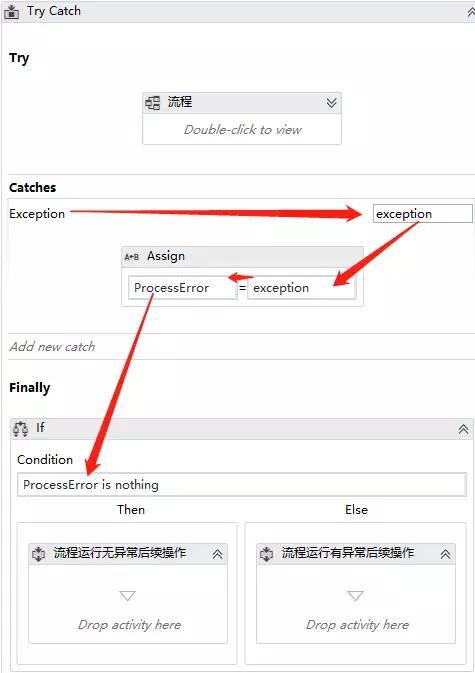 Try Catch
Try
流程
Double-click to view
Catches
Exception
exception
A+B Assign
ProcessError = exception
Add new catch
Finally
If
Condition
ProcessError is nothing
Then
Else
流程运行无异常后续操作
流程运行有异常后续操作
Drop activity here
Drop activity here